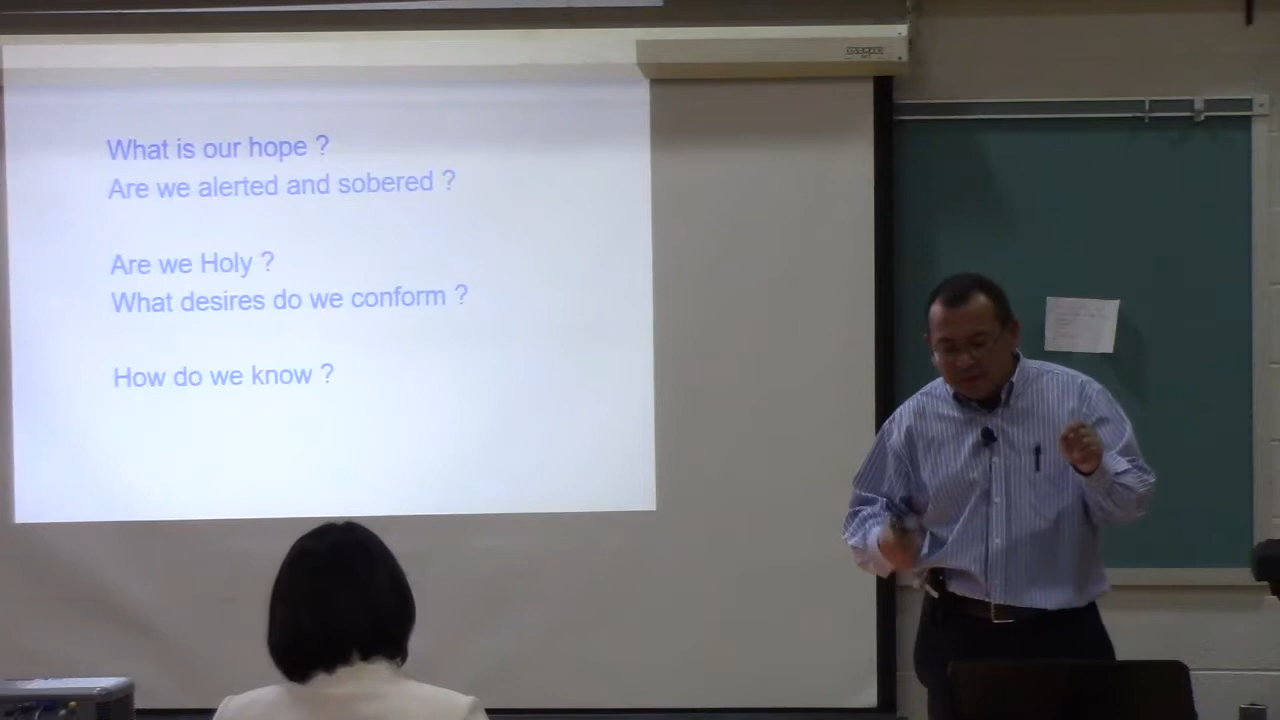 What is our hope ?
Are we alerted and sobered ?
Are we Holy ?
What desires do we conform ?
How do we know ?